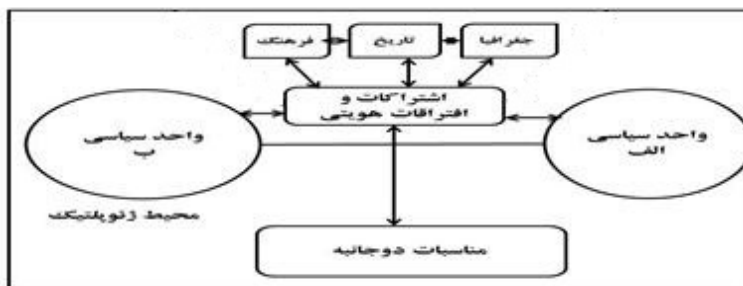 جغرافیا
تاریخ
فرهنگ
اشتراکات و
افتراقات هویتی
واحد سیاسی
الف
واحد سیاسی
ب
محیط ژئوپلتیک
مناسبات دوجانبه